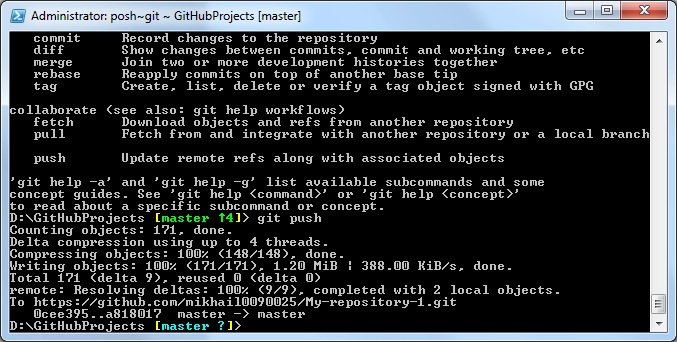 Administrator: posh~git ~ GitHubProjects [master]
commit Record changes to the repository
diff Show changes between commits, commit and working tree, etc
merge Join two or more development histories together
rebase Reapply commits on top of another base tip
tag Create, list, delete or verify a tag object signed with GPG
collaborate (see also: git help workflows)
fetch Download objects and refs from another repository
pull Fetch from and integrate with another repository or a local branch
push Update remote refs along with associated objects
'git help -a' and 'git help -g' list available subcommands and some
concept guides. See 'git help <command>' or 'git help <concept>'
to read about a specific subcommand or concept.
D:\GitHubProjects [master ↑4]> git push
Counting objects: 171, done.
Delta compression using up to 4 threads.
Compressing objects: 100% (148/148), done.
Writing objects: 100% (171/171), 1.20 MiB ¦ 388.00 KiB/s, done.
Total 171 (delta 9), reused 0 (delta 0)
remote: Resolving deltas: 100% (9/9), completed with 2 local objects.
To https://github.com/mikhail0090025/My-repository-1.git
0cee395..a818017 master -> master
D:\GitHubProjects [master ?]>